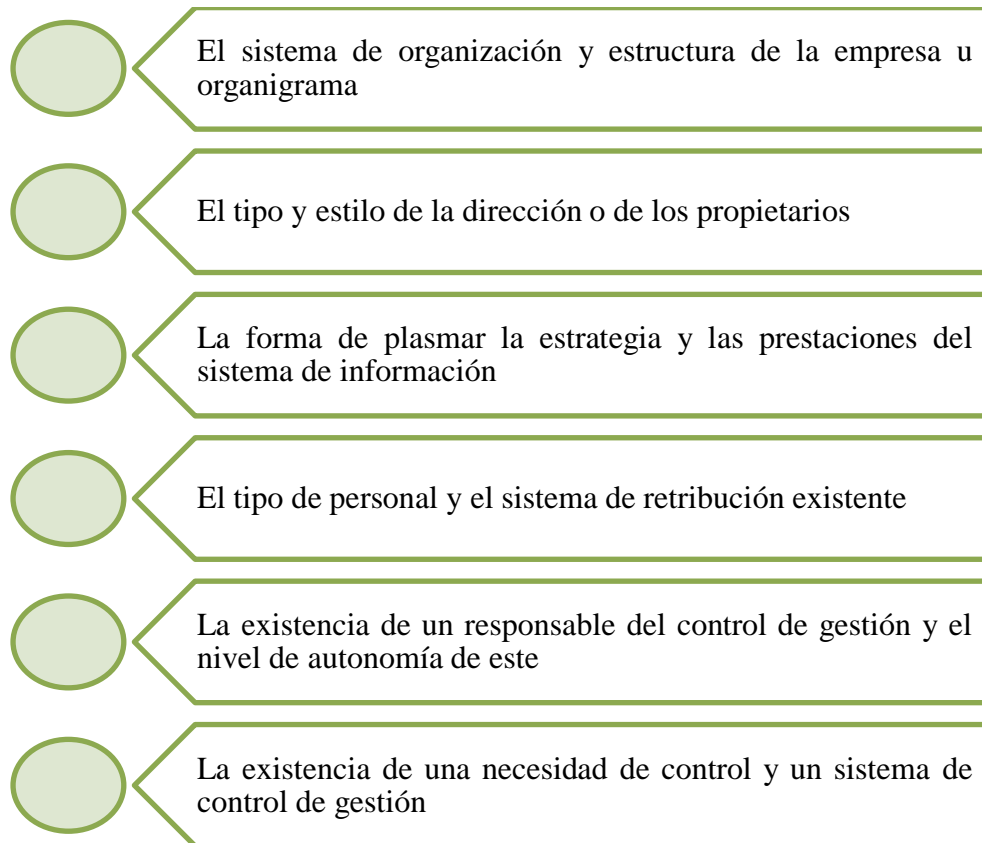 El sistema de organización y estructura de la empresa u
organigrama
El tipo y estilo de la dirección o de los propietarios
La forma de plasmar la estrategia y las prestaciones del
sistema de información
El tipo de personal y el sistema de retribución existente
La existencia de un responsable del control de gestión y el
nivel de autonomía de este
La existencia de una necesidad de control y un sistema de
control de gestión